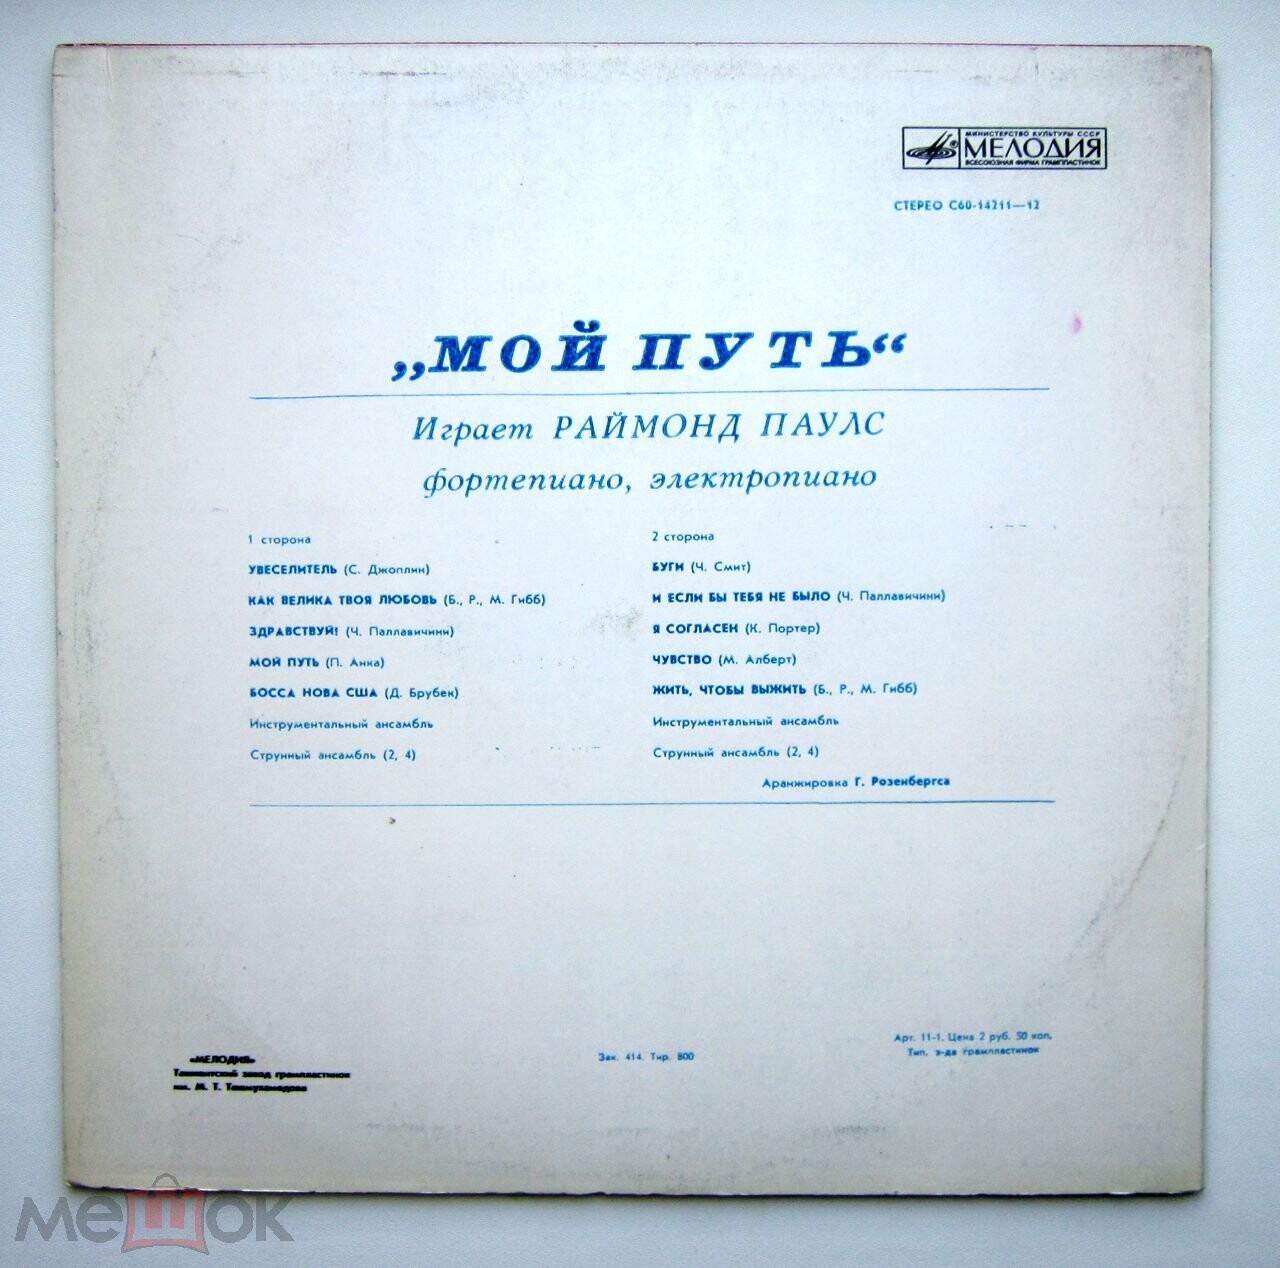 МИНИСТЕРСТВО КУЛЬТУРЫ СССР
МЕЛОДИЯ
ВСЕСОЮЗНАЯ ФИРМА ГРАМПЛАСТИНОК
СТЕРЕО С60-14211—12
„МОЙ ПУТЬ“
Играет РАЙМОНД ПАУЛС
фортепиано, электропиано
1 сторона
УВЕСЕЛИТЕЛЬ (С. Джоплин)
КАК ВЕЛИКА ТВОЯ ЛЮБОВЬ (Б., Р., М. Гибб)
ЗДРАВСТВУЙ! (Ч. Паллавичини)
МОЙ ПУТЬ (П. Анка)
БОССА НОВА США (Д. Брубек)
Инструментальный ансамбль
Струнный ансамбль (2, 4)
2 сторона
БУГИ (Ч. Смит)
И ЕСЛИ БЫ ТЕБЯ НЕ БЫЛО (Ч. Паллавичини)
Я СОГЛАСЕН (К. Портер)
ЧУВСТВО (М. Алберт)
ЖИТЬ, ЧТОБЫ ВЫЖИТЬ (Б., Р., М. Гибб)
Инструментальный ансамбль
Струнный ансамбль (2, 4)
Аранжировка Г. Розенбергса
«МЕЛОДИЯ»
Ташкентский завод грампластинок
им. М. Т. Ташмухамедова
Зак. 414. Тир. 800
Арт. 11-1. Цена 2 руб. 50 коп.
Тип. з-да грампластинок
мешок